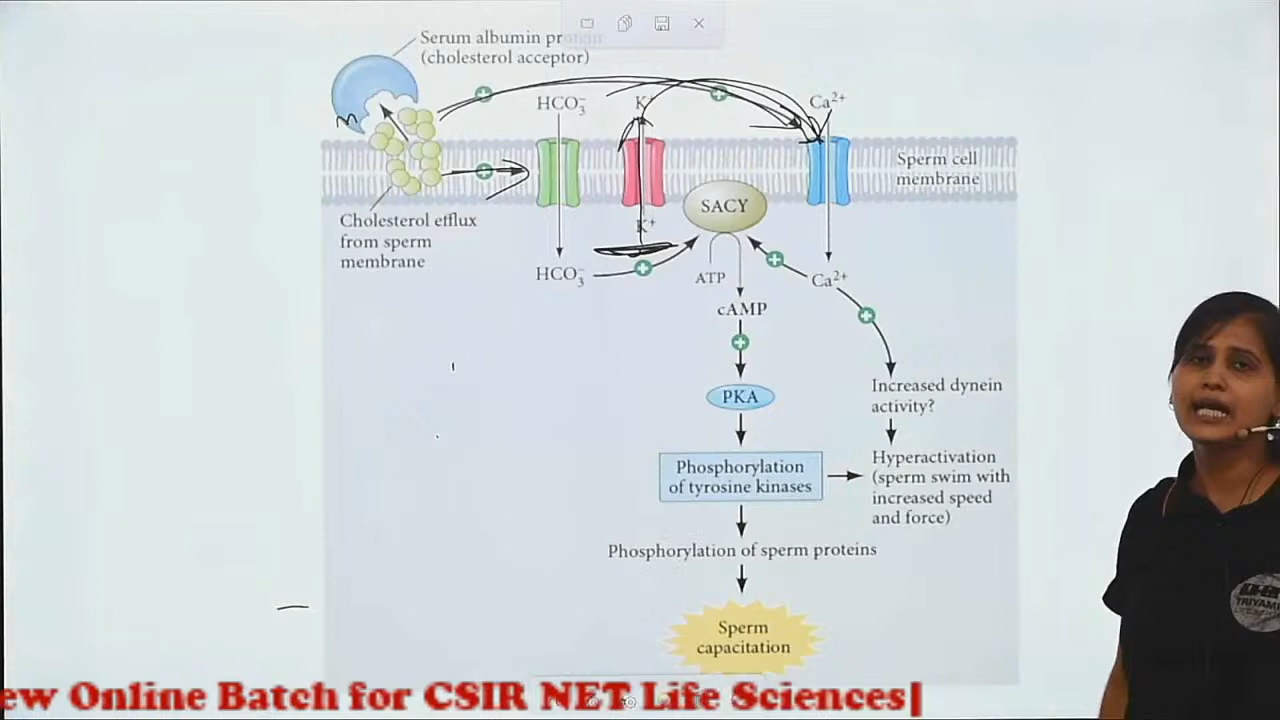 Serum albumin protein
(cholesterol acceptor)
HCO₃⁻
K⁺
Ca²⁺
Sperm cell
membrane
SACY
Cholesterol efflux
from sperm
membrane
K⁺
HCO₃⁻
ATP
Ca²⁺
cAMP
PKA
Increased dynein
activity?
Phosphorylation
of tyrosine kinases
Hyperactivation
(sperm swim with
increased speed
and force)
Phosphorylation of sperm proteins
Sperm
capacitation
ew Online Batch for CSIR NET Life Sciences|